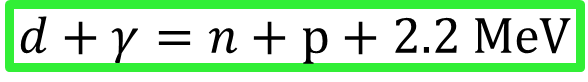 d + γ = n + p + 2.2 MeV